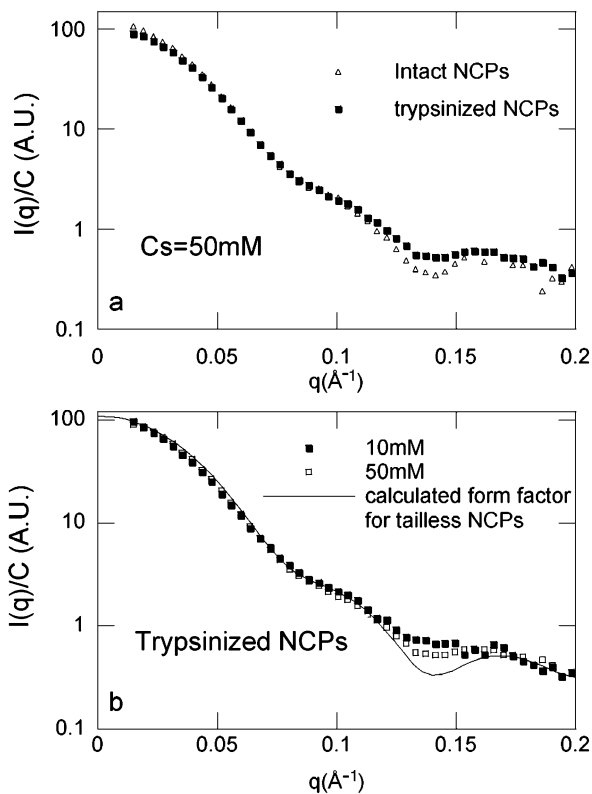 100
10
1
0.1
I(q)/C (A.U.)
Intact NCPs
trypsinized NCPs
Cs=50mM
a
0
0.05
0.1
0.15
0.2
q(Å⁻¹)
100
10
1
0.1
I(q)/C (A.U.)
10mM
50mM
calculated form factor
for tailless NCPs
Trypsinized NCPs
b
0
0.05
0.1
0.15
0.2
q(Å⁻¹)